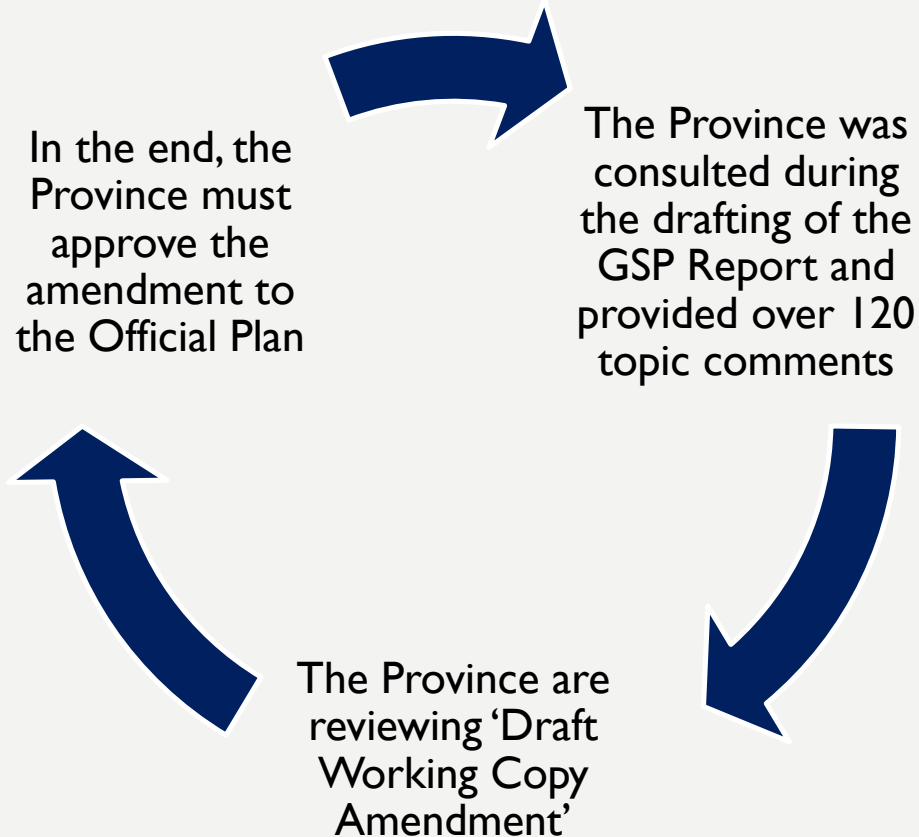 In the end, the
Province must
approve the
amendment to
the Official Plan
The Province was
consulted during
the drafting of the
GSP Report and
provided over 120
topic comments
The Province are
reviewing ‘Draft
Working Copy
Amendment’